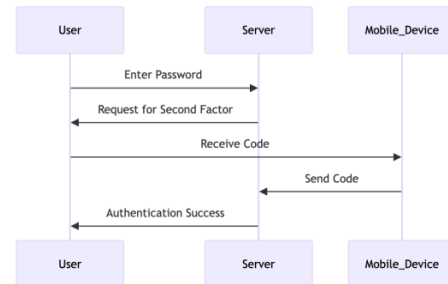 User Server Mobile_Device
Enter Password
Request for Second Factor
Receive Code
Send Code
Authentication Success
User Server Mobile_Device